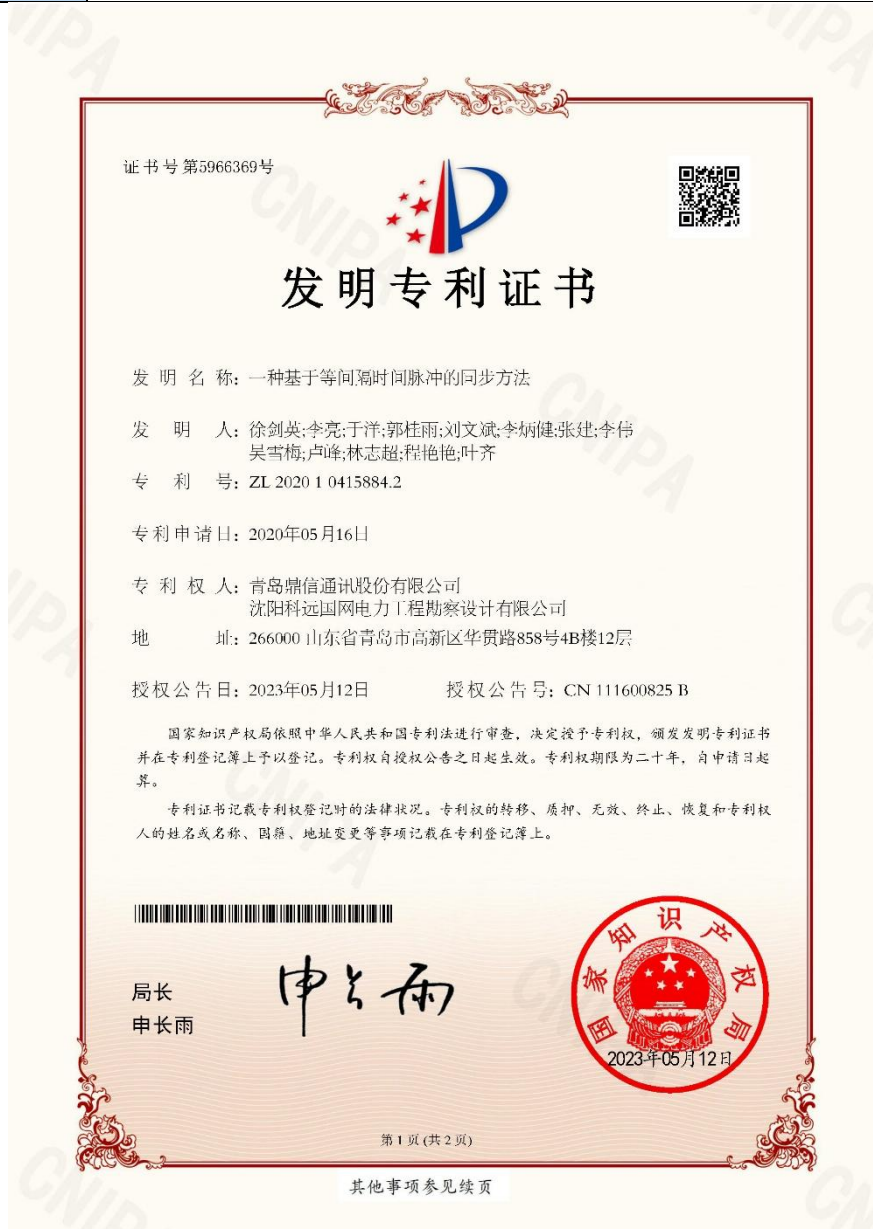 证书号第5966369号
发明专利证书
发 明 名 称：一种基于等间隔时间脉冲的同步方法
发 明 人：徐剑英;李亮;于洋;郭桂雨;刘文斌;李炳健;张建;李伟
吴雪梅;卢峰;林志超;程艳艳;叶齐
专 利 号：ZL 2020 1 0415884.2
专利申请日：2020年05月16日
专 利 权 人：青岛鼎信通讯股份有限公司
沈阳科远国网电力工程勘察设计有限公司
地 址：266000 山东省青岛市高新区华贯路858号4B楼12层
授权公告日：2023年05月12日 授权公告号：CN 111600825 B
国家知识产权局依照中华人民共和国专利法进行审查，决定授予专利权，颁发发明专利证书
并在专利登记簿上予以登记。专利权自授权公告之日起生效。专利权期限为二十年，自申请日起
算。
专利证书记载专利权登记时的法律状况。专利权的转移、质押、无效、终止、恢复和专利权
人的姓名或名称、国籍、地址变更等事项记载在专利登记簿上。
局长
申长雨
申长雨
国家知识产权局
2023年05月12日
第 1 页 (共 2 页)
其他事项参见续页
CNIPA